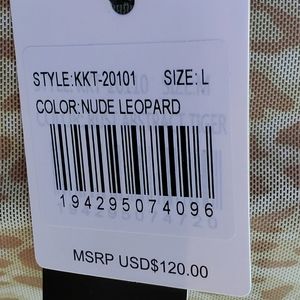 STYLE:KKT-20101 SIZE: L
COLOR:NUDE LEOPARD
194295074096
MSRP USD$120.00